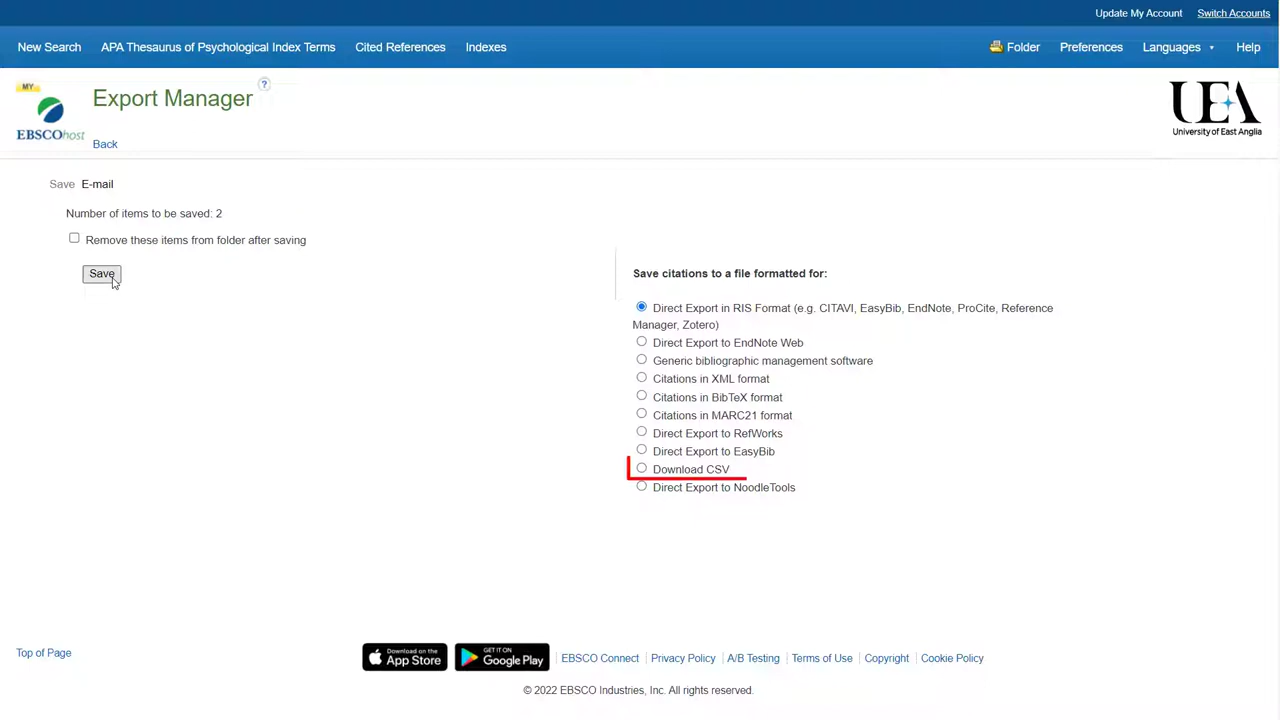 Update My Account Switch Accounts
New Search APA Thesaurus of Psychological Index Terms Cited References Indexes Folder Preferences Languages Help
MY
EBSCOhost
Export Manager ?
Back
UEA
University of East Anglia
Save E-mail
Number of items to be saved: 2
Remove these items from folder after saving
Save
Save citations to a file formatted for:
Direct Export in RIS Format (e.g. CITAVI, EasyBib, EndNote, ProCite, Reference
Manager, Zotero)
Direct Export to EndNote Web
Generic bibliographic management software
Citations in XML format
Citations in BibTeX format
Citations in MARC21 format
Direct Export to RefWorks
Direct Export to EasyBib
Download CSV
Direct Export to NoodleTools
Top of Page
Download on the
App Store
GET IT ON
Google Play
EBSCO Connect Privacy Policy A/B Testing Terms of Use Copyright Cookie Policy
© 2022 EBSCO Industries, Inc. All rights reserved.